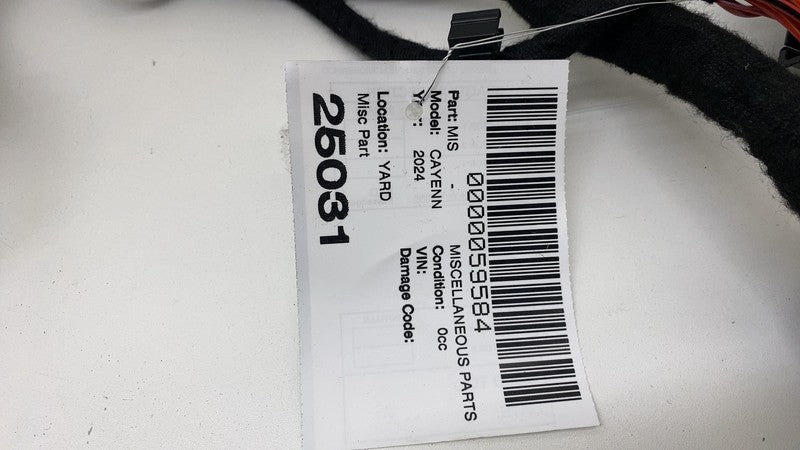 0000059584
Part: MIS - MISCELLANEOUS PARTS
Model: CAYENN Condition: 0cc
2024 VIN:
Damage Code:
Location: YARD
Misc Part
25031